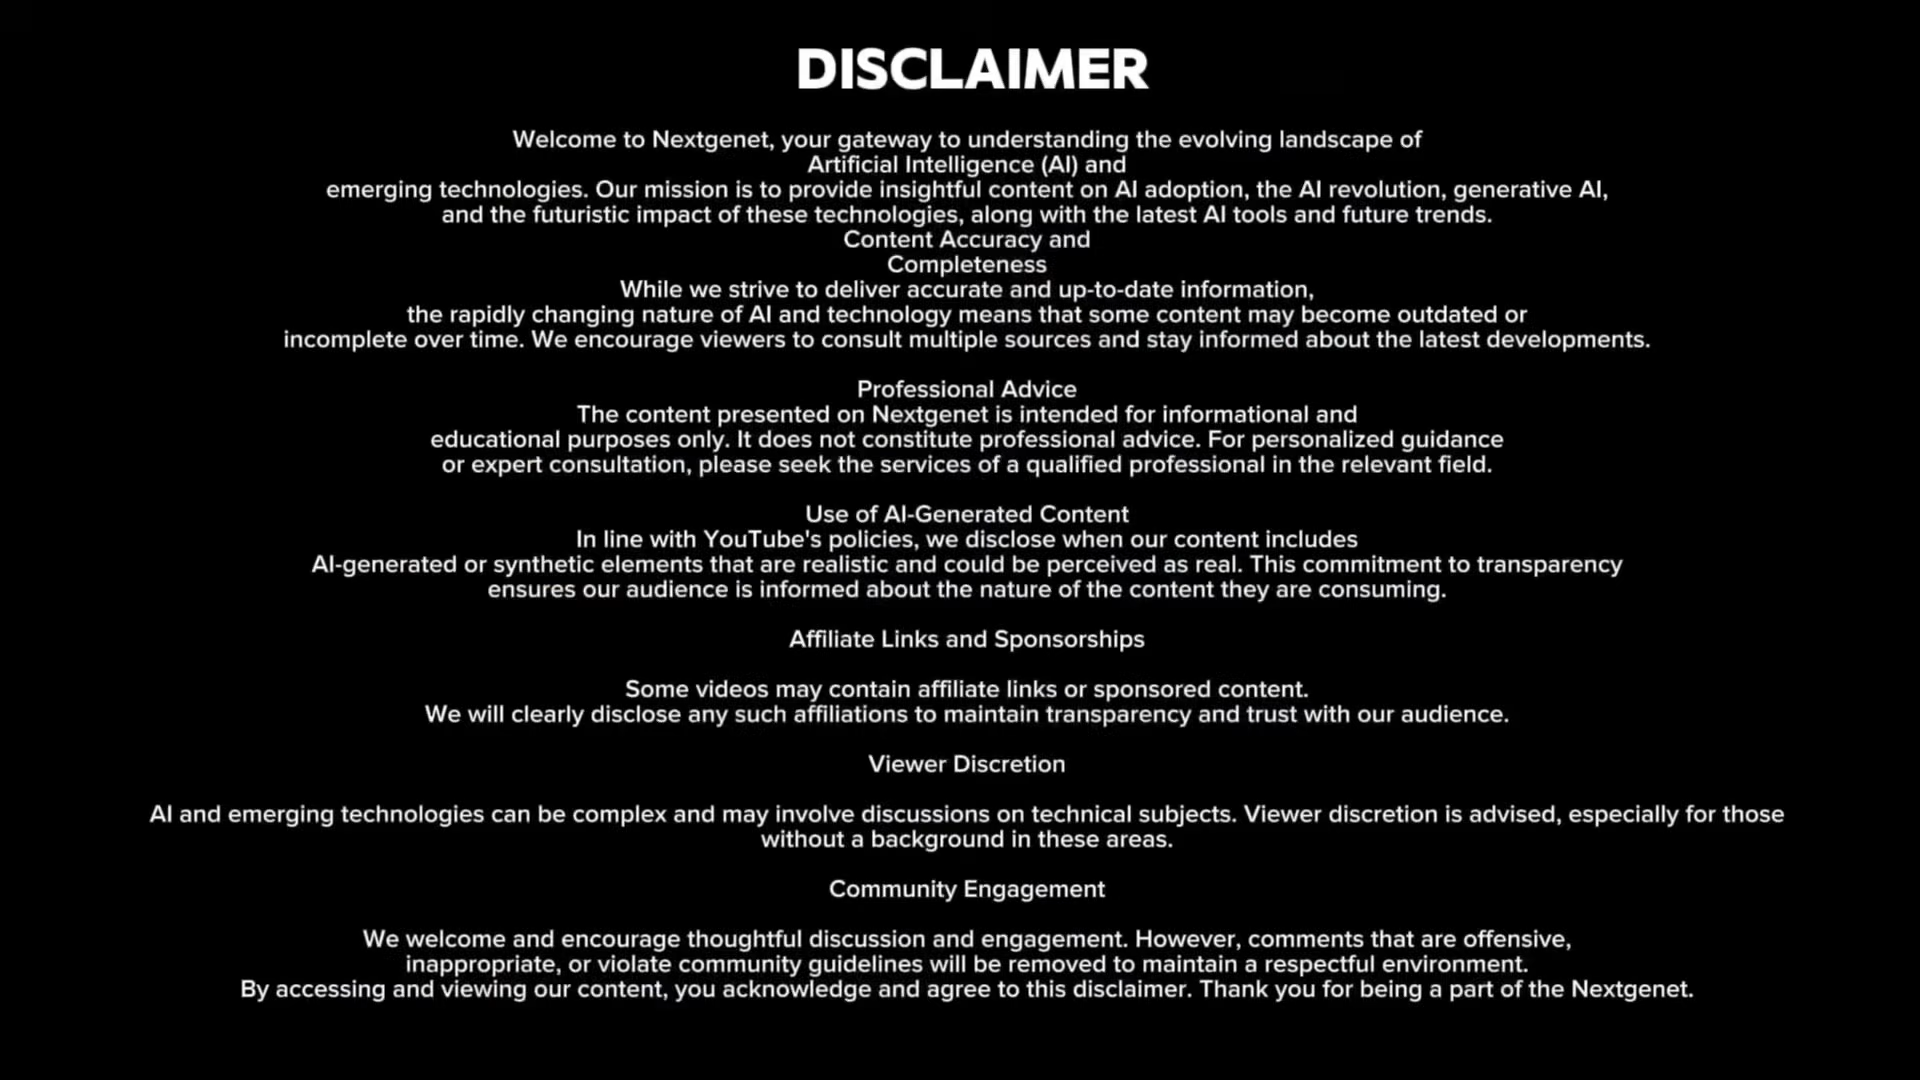 DISCLAIMER
Welcome to Nextgenet, your gateway to understanding the evolving landscape of
Artificial Intelligence (AI) and
emerging technologies. Our mission is to provide insightful content on AI adoption, the AI revolution, generative AI,
and the futuristic impact of these technologies, along with the latest AI tools and future trends.
Content Accuracy and
Completeness
While we strive to deliver accurate and up-to-date information,
the rapidly changing nature of AI and technology means that some content may become outdated or
incomplete over time. We encourage viewers to consult multiple sources and stay informed about the latest developments.
Professional Advice
The content presented on Nextgenet is intended for informational and
educational purposes only. It does not constitute professional advice. For personalized guidance
or expert consultation, please seek the services of a qualified professional in the relevant field.
Use of AI-Generated Content
In line with YouTube's policies, we disclose when our content includes
AI-generated or synthetic elements that are realistic and could be perceived as real. This commitment to transparency
ensures our audience is informed about the nature of the content they are consuming.
Affiliate Links and Sponsorships
Some videos may contain affiliate links or sponsored content.
We will clearly disclose any such affiliations to maintain transparency and trust with our audience.
Viewer Discretion
AI and emerging technologies can be complex and may involve discussions on technical subjects. Viewer discretion is advised, especially for those
without a background in these areas.
Community Engagement
We welcome and encourage thoughtful discussion and engagement. However, comments that are offensive,
inappropriate, or violate community guidelines will be removed to maintain a respectful environment.
By accessing and viewing our content, you acknowledge and agree to this disclaimer. Thank you for being a part of the Nextgenet.